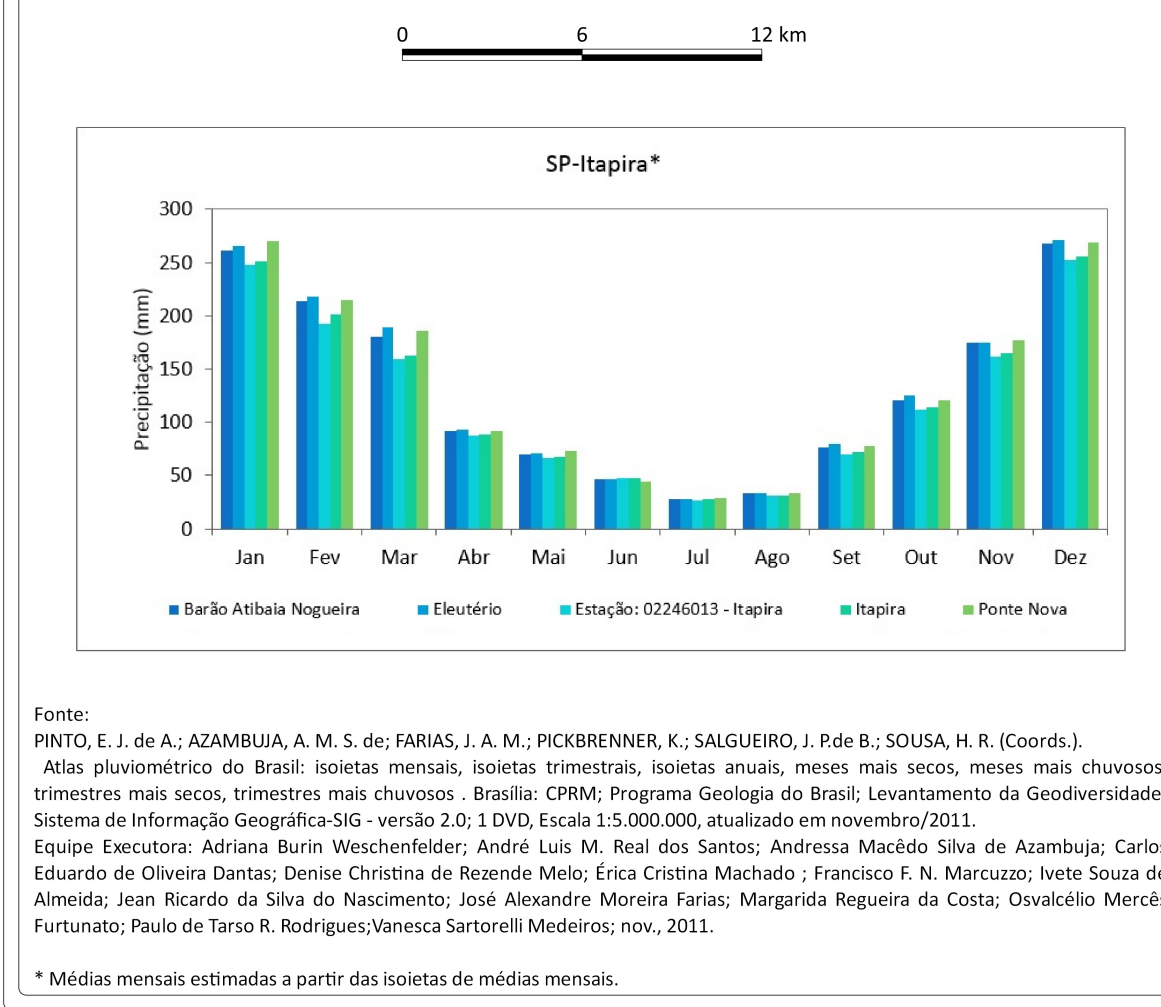 0 6 12 km
SP-Itapira*
Precipitação (mm)
300
250
200
150
100
50
0
Jan Fev Mar Abr Mai Jun Jul Ago Set Out Nov Dez
Barão Atibaia Nogueira Eleutério Estação: 02246013 - Itapira Itapira Ponte Nova
Fonte:
PINTO, E. J. de A.; AZAMBUJA, A. M. S. de; FARIAS, J. A. M.; PICKBRENNER, K.; SALGUEIRO, J. P.de B.; SOUSA, H. R. (Coords.).
Atlas pluviométrico do Brasil: isoietas mensais, isoietas trimestrais, isoietas anuais, meses mais secos, meses mais chuvosos
trimestres mais secos, trimestres mais chuvosos . Brasília: CPRM; Programa Geologia do Brasil; Levantamento da Geodiversidade
Sistema de Informação Geográfica-SIG - versão 2.0; 1 DVD, Escala 1:5.000.000, atualizado em novembro/2011.
Equipe Executora: Adriana Burin Weschenfelder; André Luis M. Real dos Santos; Andressa Macêdo Silva de Azambuja; Carlos
Eduardo de Oliveira Dantas; Denise Christina de Rezende Melo; Érica Cristina Machado ; Francisco F. N. Marcuzzo; Ivete Souza de
Almeida; Jean Ricardo da Silva do Nascimento; José Alexandre Moreira Farias; Margarida Regueira da Costa; Osvalcélio Mercês
Furtunato; Paulo de Tarso R. Rodrigues;Vanesca Sartorelli Medeiros; nov., 2011.
* Médias mensais estimadas a partir das isoietas de médias mensais.